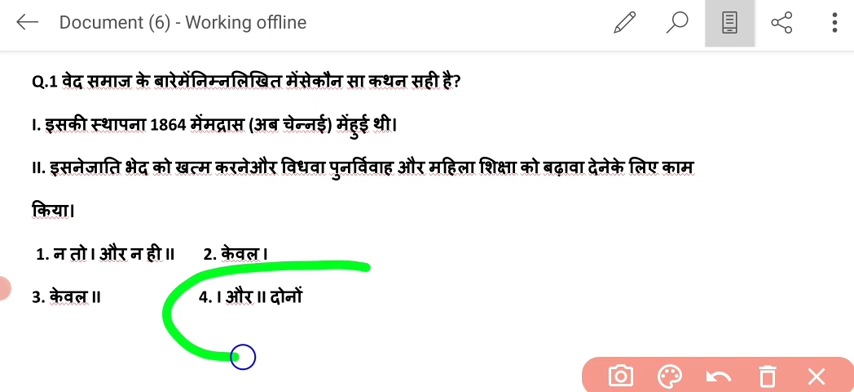 Document (6) - Working offline
Q.1 वेद समाज के बारेमेंनिम्नलिखित मेंसेकौन सा कथन सही है?
I. इसकी स्थापना 1864 मेंमद्रास (अब चेन्नई) मेंहुई थी।
II. इसनेजाति भेद को खत्म करनेऔर विधवा पुनर्विवाह और महिला शिक्षा को बढ़ावा देनेके लिए काम
किया।
1. न तो I और न ही II 2. केवल I
3. केवल II 4. I और II दोनों